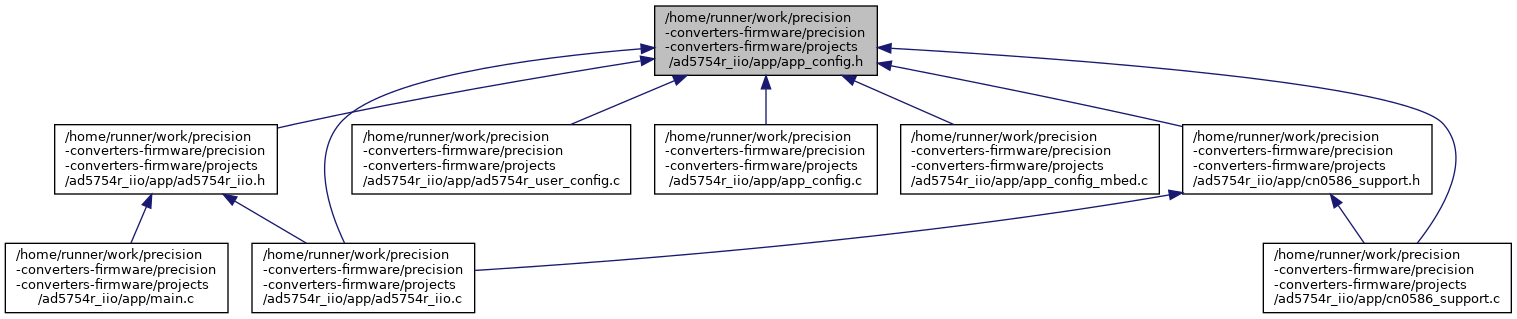 /home/runner/work/precision
-converters-firmware/precision
-converters-firmware/projects
/ad5754r_iio/app/app_config.h
/home/runner/work/precision
-converters-firmware/precision
-converters-firmware/projects
/ad5754r_iio/app/ad5754r_iio.h
/home/runner/work/precision
-converters-firmware/precision
-converters-firmware/projects
/ad5754r_iio/app/ad5754r_user_config.c
/home/runner/work/precision
-converters-firmware/precision
-converters-firmware/projects
/ad5754r_iio/app/app_config.c
/home/runner/work/precision
-converters-firmware/precision
-converters-firmware/projects
/ad5754r_iio/app/app_config_mbed.c
/home/runner/work/precision
-converters-firmware/precision
-converters-firmware/projects
/ad5754r_iio/app/cn0586_support.h
/home/runner/work/precision
-converters-firmware/precision
-converters-firmware/projects
/ad5754r_iio/app/main.c
/home/runner/work/precision
-converters-firmware/precision
-converters-firmware/projects
/ad5754r_iio/app/ad5754r_iio.c
/home/runner/work/precision
-converters-firmware/precision
-converters-firmware/projects
/ad5754r_iio/app/cn0586_support.c